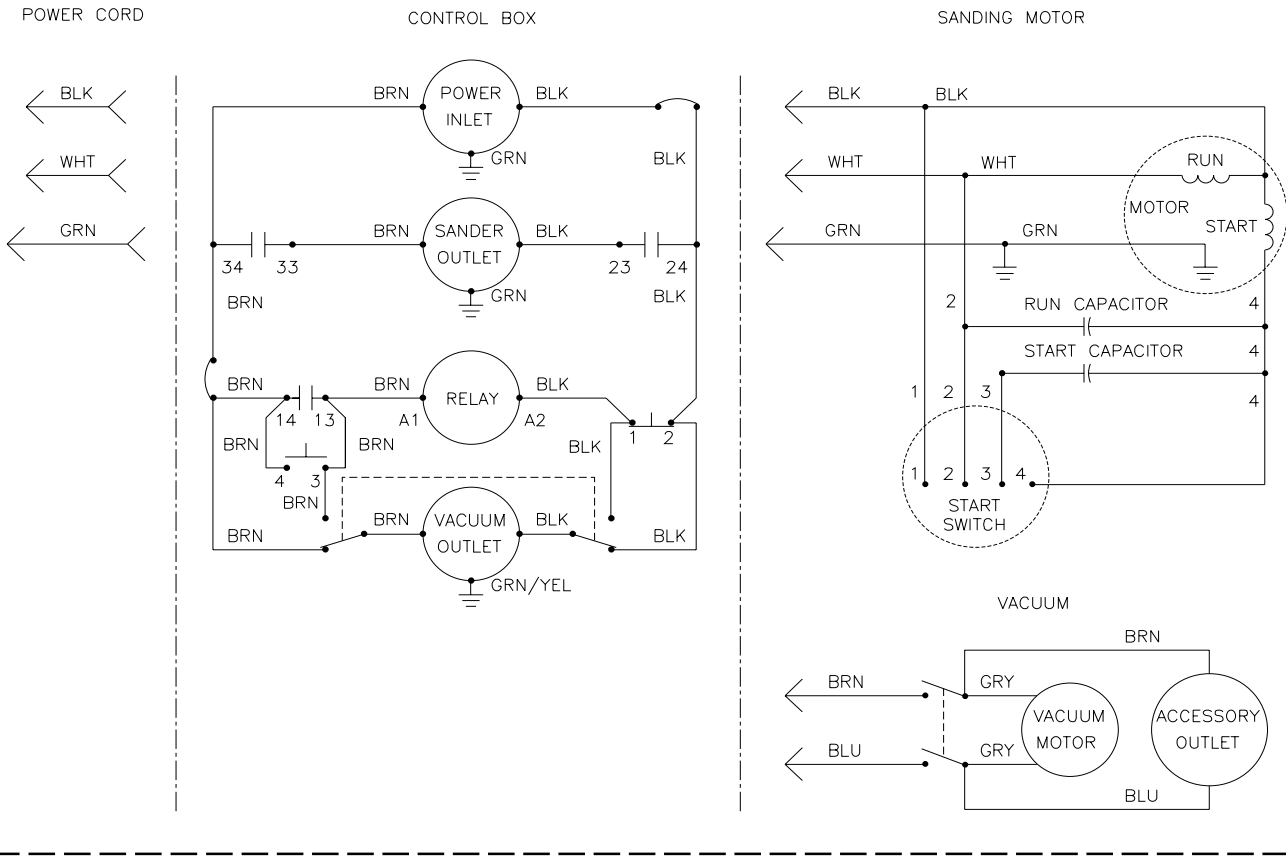 POWER CORD
CONTROL BOX
SANDING MOTOR
BLK
WHT
GRN
BRN
POWER
INLET
BLK
GRN
BLK
BRN
SANDER
OUTLET
BLK
34
33
23
24
GRN
BRN
BLK
BRN
BRN
RELAY
BLK
14
13
A1
A2
1
2
BRN
BRN
BLK
4
3
BRN
BRN
BRN
VACUUM
OUTLET
BLK
BLK
GRN/YEL
BLK
BLK
WHT
WHT
RUN
MOTOR
START
GRN
GRN
2
RUN CAPACITOR
4
START CAPACITOR
4
1
2
3
4
1
2
3
4
START
SWITCH
VACUUM
BRN
BRN
GRY
VACUUM
MOTOR
ACCESSORY
OUTLET
BLU
GRY
BLU